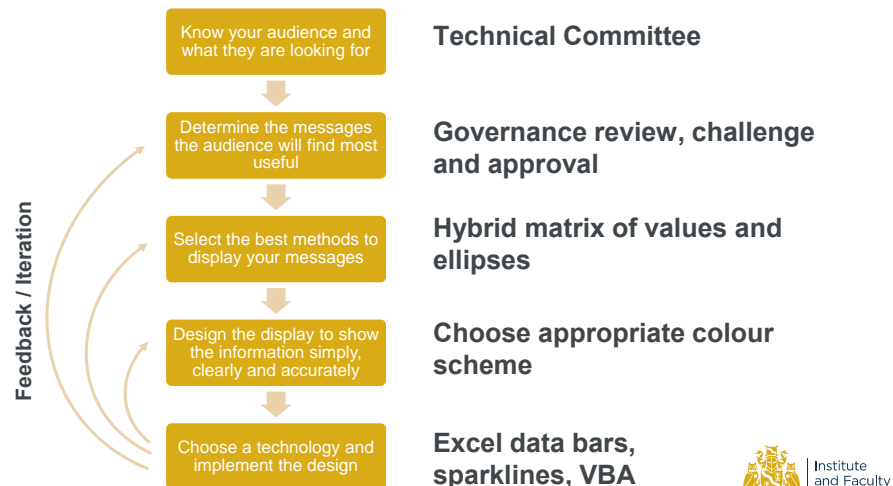 Know your audience and
what they are looking for
Technical Committee
Determine the messages
the audience will find most
useful
Governance review, challenge
and approval
Select the best methods to
display your messages
Hybrid matrix of values and
ellipses
Design the display to show
the information simply,
clearly and accurately
Choose appropriate colour
scheme
Choose a technology and
implement the design
Excel data bars,
sparklines, VBA
Feedback / Iteration
Institute
and Faculty